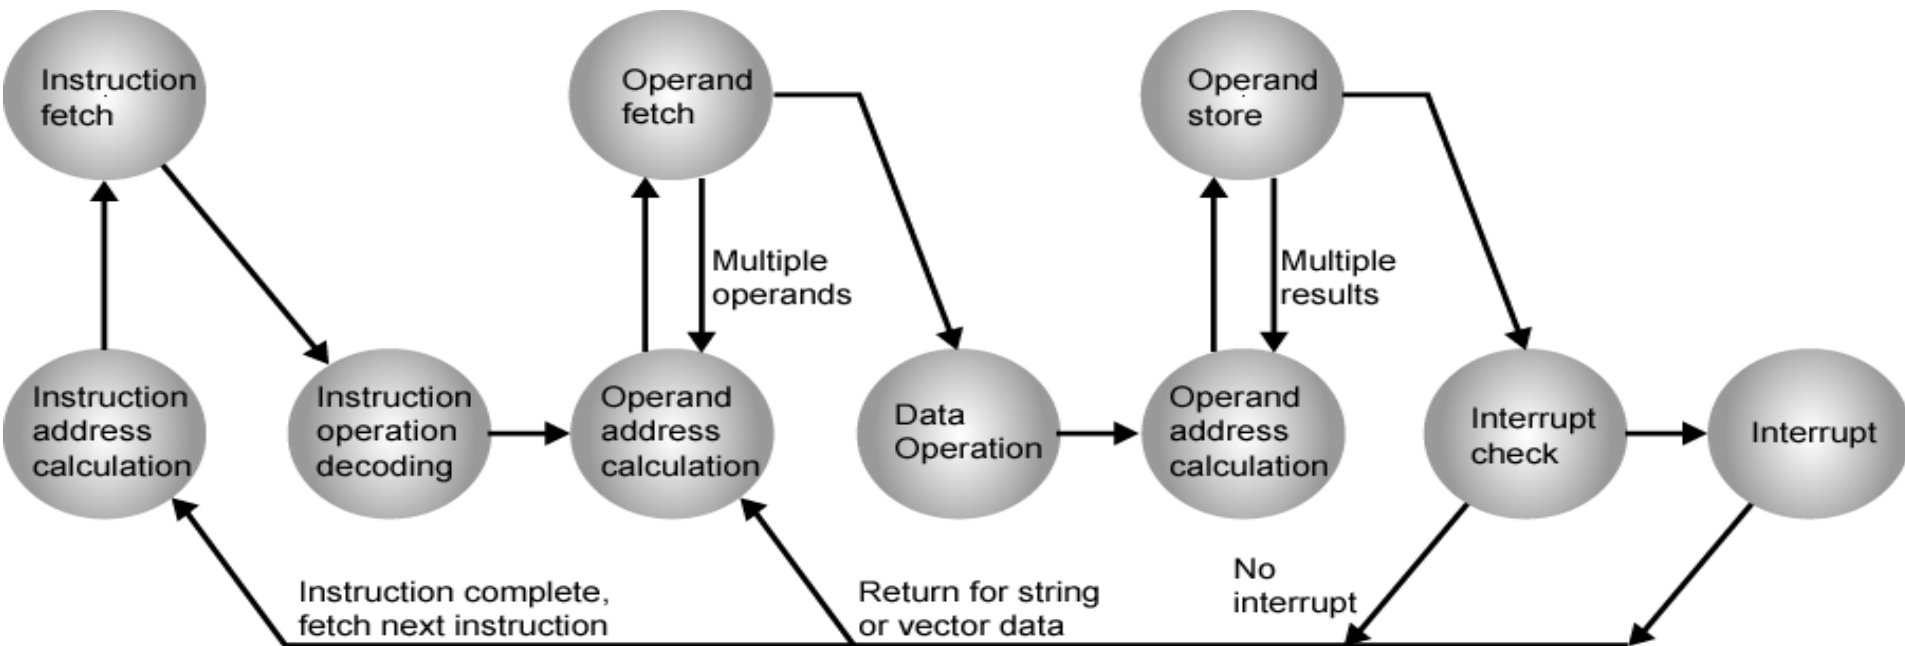 Instruction
fetch
Operand
fetch
Operand
store
Multiple
operands
Multiple
results
Instruction
address
calculation
Instruction
operation
decoding
Operand
address
calculation
Data
Operation
Operand
address
calculation
Interrupt
check
Interrupt
Instruction complete,
fetch next instruction
Return for string
or vector data
No
interrupt